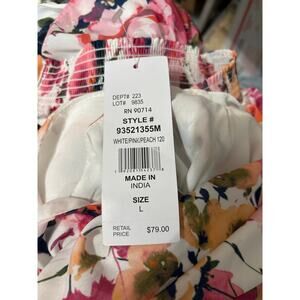 DEPT# 223
LOT# 9835
RN 90714
STYLE #
93521355M
WHITE/PINK/PEACH 120
MADE IN
INDIA
SIZE
L
RETAIL
PRICE
$79.00